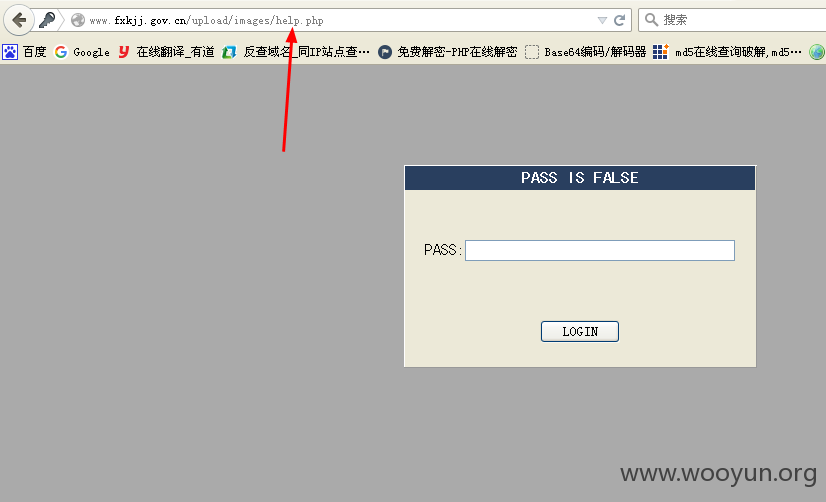 www.fxkjj.gov.cn/upload/images/help.php
搜索
百度 Google 在线翻译_有道 反查域名_同IP站点查… 免费解密-PHP在线解密 Base64编码/解码器 md5在线查询破解,md5…
PASS IS FALSE
PASS:
LOGIN
www.wooyun.org